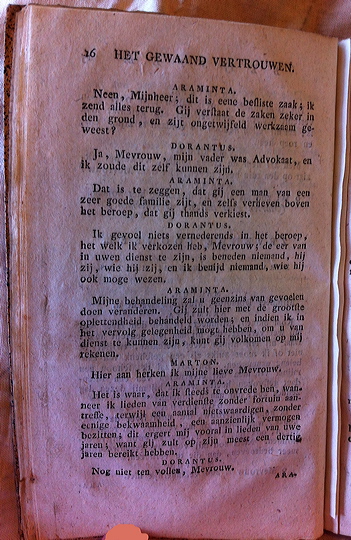 26 HET GEWAAND VERTROUWEN.
ARAMINTA.
Neen, Mijnheer; dit is eene besliste zaak; ik
zend alles terug. Gij verstaat de zaken zeker in
den grond, en zijt ongetwijfeld werkzaam ge-
weest?
DORANTUS.
Ja, Mevrouw, mijn vader was Advokaat, en
ik zoude dit zelf kunnen zijn.
ARAMINTA.
Dat is te zeggen, dat gij een man van een
zeer goede familie zijt, en zelfs verheven boven
het beroep, dat gij thands verkiest.
DORANTUS.
Ik gevoel niets vernederends in het beroep,
het welk ik verkozen heb, Mevrouw; de eer van
in uwen dienst te zijn, is beneden niemand, hij
zij, wie hij zij, en ik benijd niemand, wie hij
ook moge wezen.
ARAMINTA.
Mijne behandeling zal u geenzins van gevoelen
doen veranderen. Gij zult hier met de grootste
oplettendheid behandeld worden; en indien ik in
het vervolg gelegenheid mogt hebben, om u van
dienst te kunnen zijn, kunt gij volkomen op mij
rekenen.
MARTON.
Hier aan herken ik mijne lieve Mevrouw.
ARAMINTA.
Het is waar, dat ik steeds te onvrede ben, wan-
neer ik lieden van verdienste zonder fortuin aan-
treffe, terwijl een aantal nietswaardigen, zonder
eenige bekwaamheid, een aanzienlijk vermogen
bezitten; dit ergert mij vooral in lieden van uwe
jaren; want gij zult op zijn meest een dertig
jaren bereikt hebben.
DORANTUS.
Nog niet ten vollen, Mevrouw.
ARA-